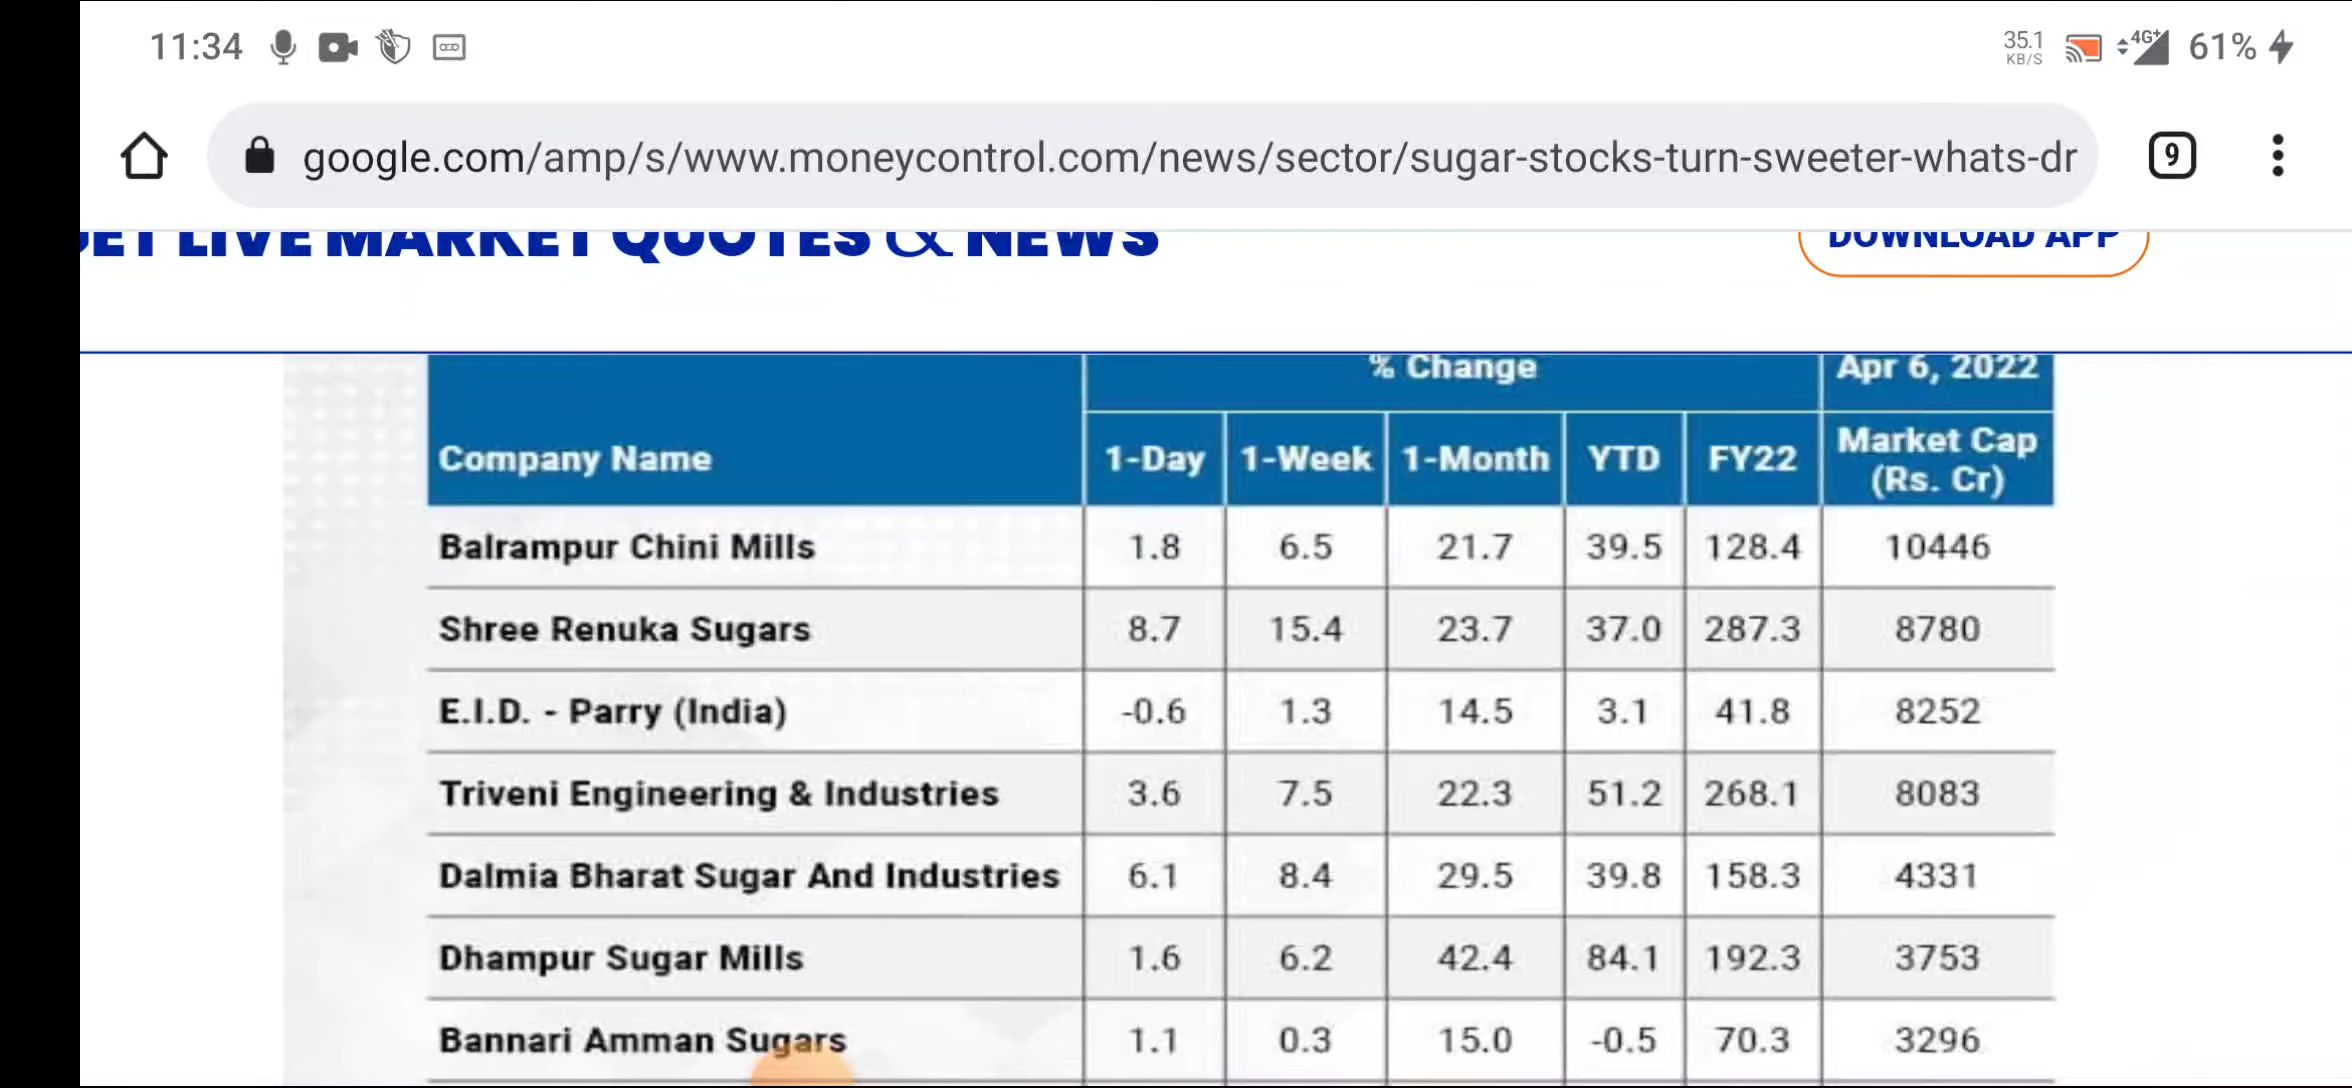 11:34 35.1 KB/S 4G+ 61%
google.com/amp/s/www.moneycontrol.com/news/sector/sugar-stocks-turn-sweeter-whats-dr 9
GET LIVE MARKET QUOTES & NEWS DOWNLOAD APP
% Change Apr 6, 2022
Company Name 1-Day 1-Week 1-Month YTD FY22 Market Cap (Rs. Cr)
Balrampur Chini Mills 1.8 6.5 21.7 39.5 128.4 10446
Shree Renuka Sugars 8.7 15.4 23.7 37.0 287.3 8780
E.I.D. - Parry (India) -0.6 1.3 14.5 3.1 41.8 8252
Triveni Engineering & Industries 3.6 7.5 22.3 51.2 268.1 8083
Dalmia Bharat Sugar And Industries 6.1 8.4 29.5 39.8 158.3 4331
Dhampur Sugar Mills 1.6 6.2 42.4 84.1 192.3 3753
Bannari Amman Sugars 1.1 0.3 15.0 -0.5 70.3 3296